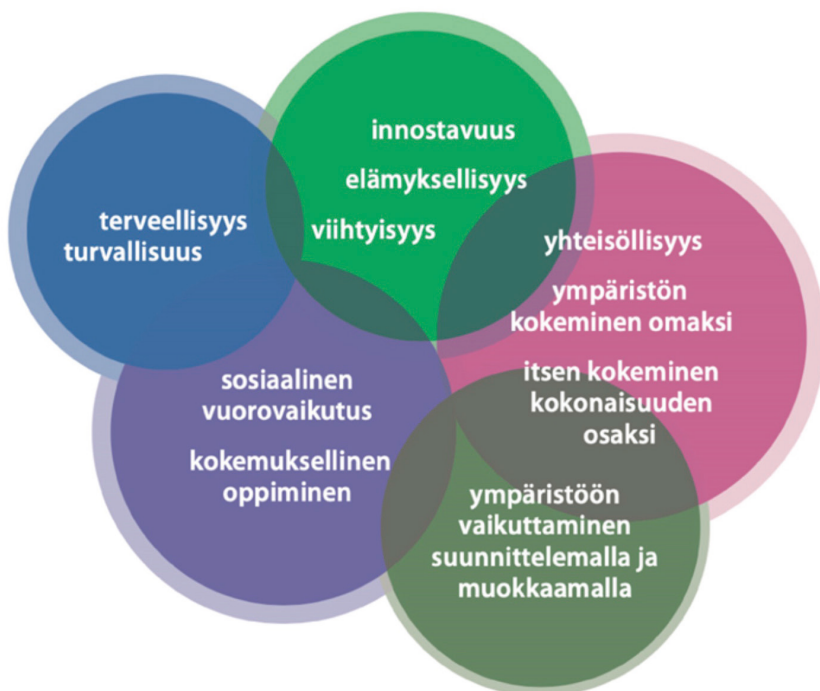 innostavuus
elämyksellisyys
viihtyisyys
terveellisyys
turvallisuus
yhteisöllisyys
ympäristön
kokeminen omaksi
itsen kokeminen
kokonaisuuden
osaksi
sosiaalinen
vuorovaikutus
kokemuksellinen
oppiminen
ympäristöön
vaikuttaminen
suunnittelemalla ja
muokkaamalla